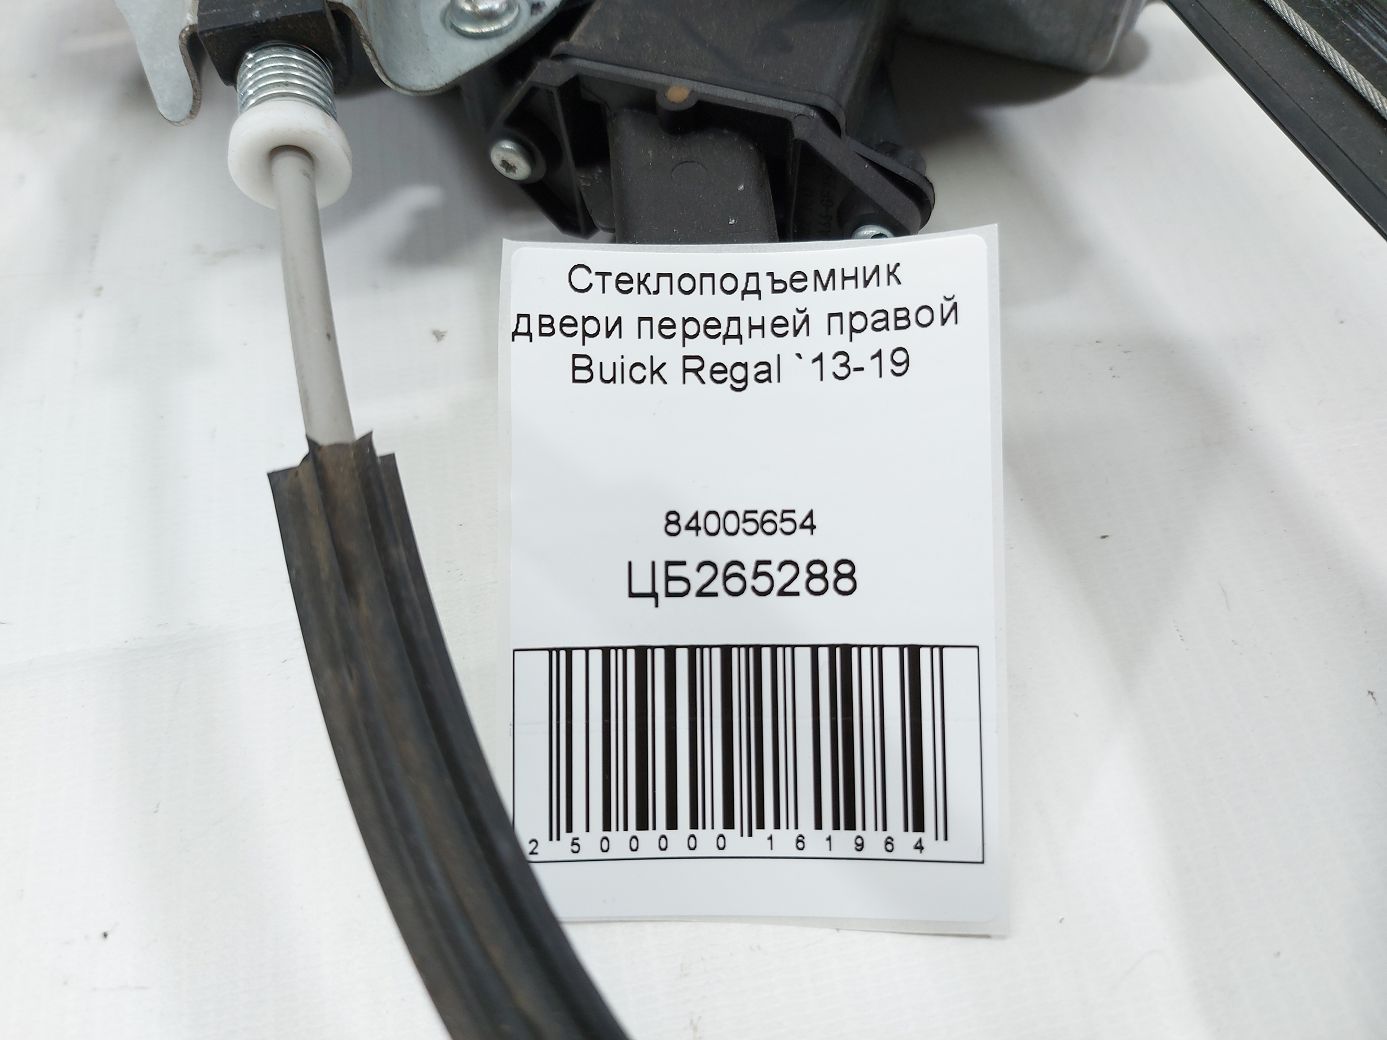 Стеклоподъемник
двери передней правой
Buick Regal `13-19
84005654
ЦБ265288
2 500000 161964